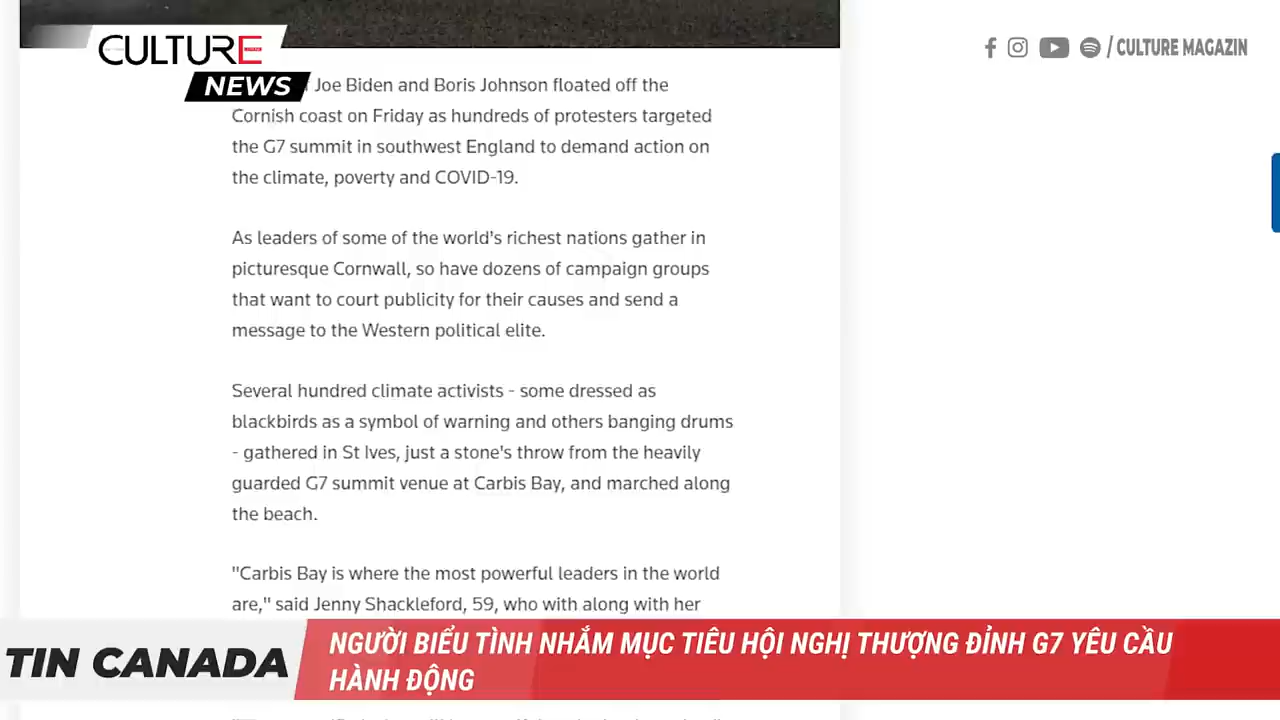 CULTURE
NEWS
/ CULTURE MAGAZIN
Joe Biden and Boris Johnson floated off the
Cornish coast on Friday as hundreds of protesters targeted
the G7 summit in southwest England to demand action on
the climate, poverty and COVID-19.
As leaders of some of the world's richest nations gather in
picturesque Cornwall, so have dozens of campaign groups
that want to court publicity for their causes and send a
message to the Western political elite.
Several hundred climate activists - some dressed as
blackbirds as a symbol of warning and others banging drums
- gathered in St Ives, just a stone's throw from the heavily
guarded G7 summit venue at Carbis Bay, and marched along
the beach.
"Carbis Bay is where the most powerful leaders in the world
are," said Jenny Shackleford, 59, who with along with her
TIN CANADA
NGƯỜI BIỂU TÌNH NHẮM MỤC TIÊU HỘI NGHỊ THƯỢNG ĐỈNH G7 YÊU CẦU
HÀNH ĐỘNG